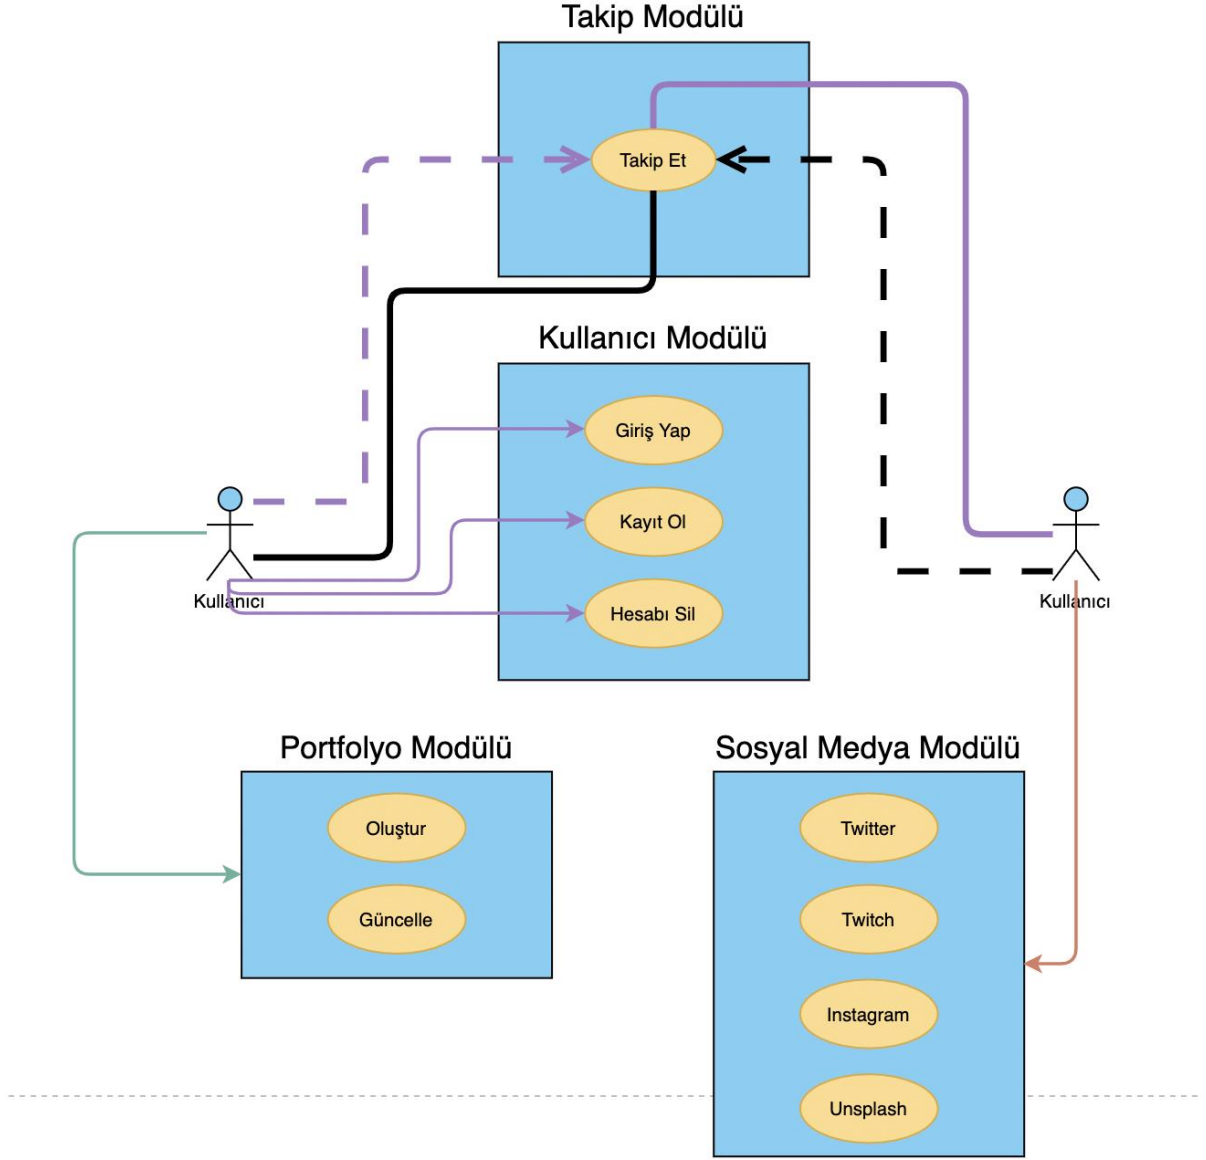 Takip Modülü
Takip Et
Kullanıcı Modülü
Giriş Yap
Kayıt Ol
Hesabı Sil
Kullanıcı
Kullanıcı
Portfolyo Modülü
Oluştur
Güncelle
Sosyal Medya Modülü
Twitter
Twitch
Instagram
Unsplash